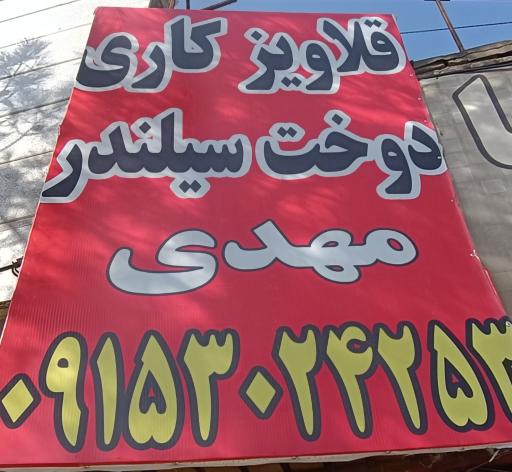 قلاویز کاری
دوخت سیلندر
مهدی
۰۹۱۵۳۰۲۴۲۵۳